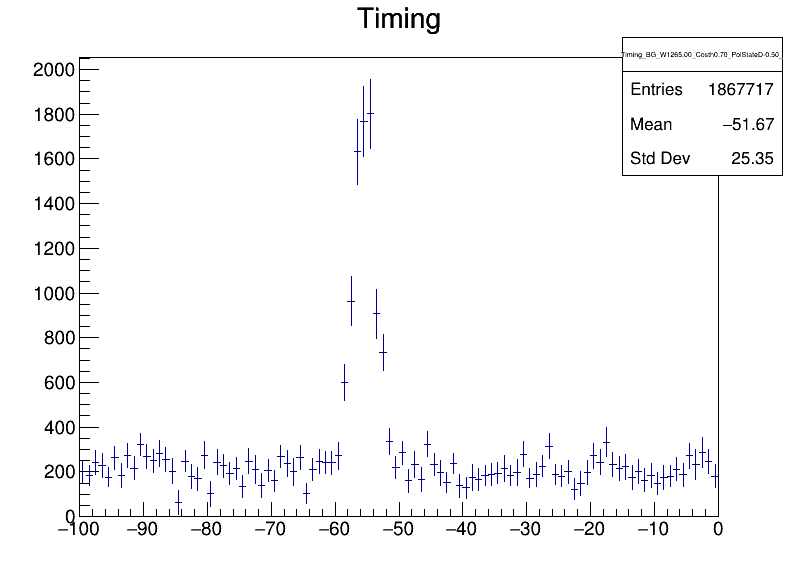 Timing
Timing_BG_W1265.00_Costh0.70_PolStateD-0.50_
Entries 1867717
Mean −51.67
Std Dev 25.35
2000
1800
1600
1400
1200
1000
800
600
400
200
0
−100 −90 −80 −70 −60 −50 −40 −30 −20 −10 0